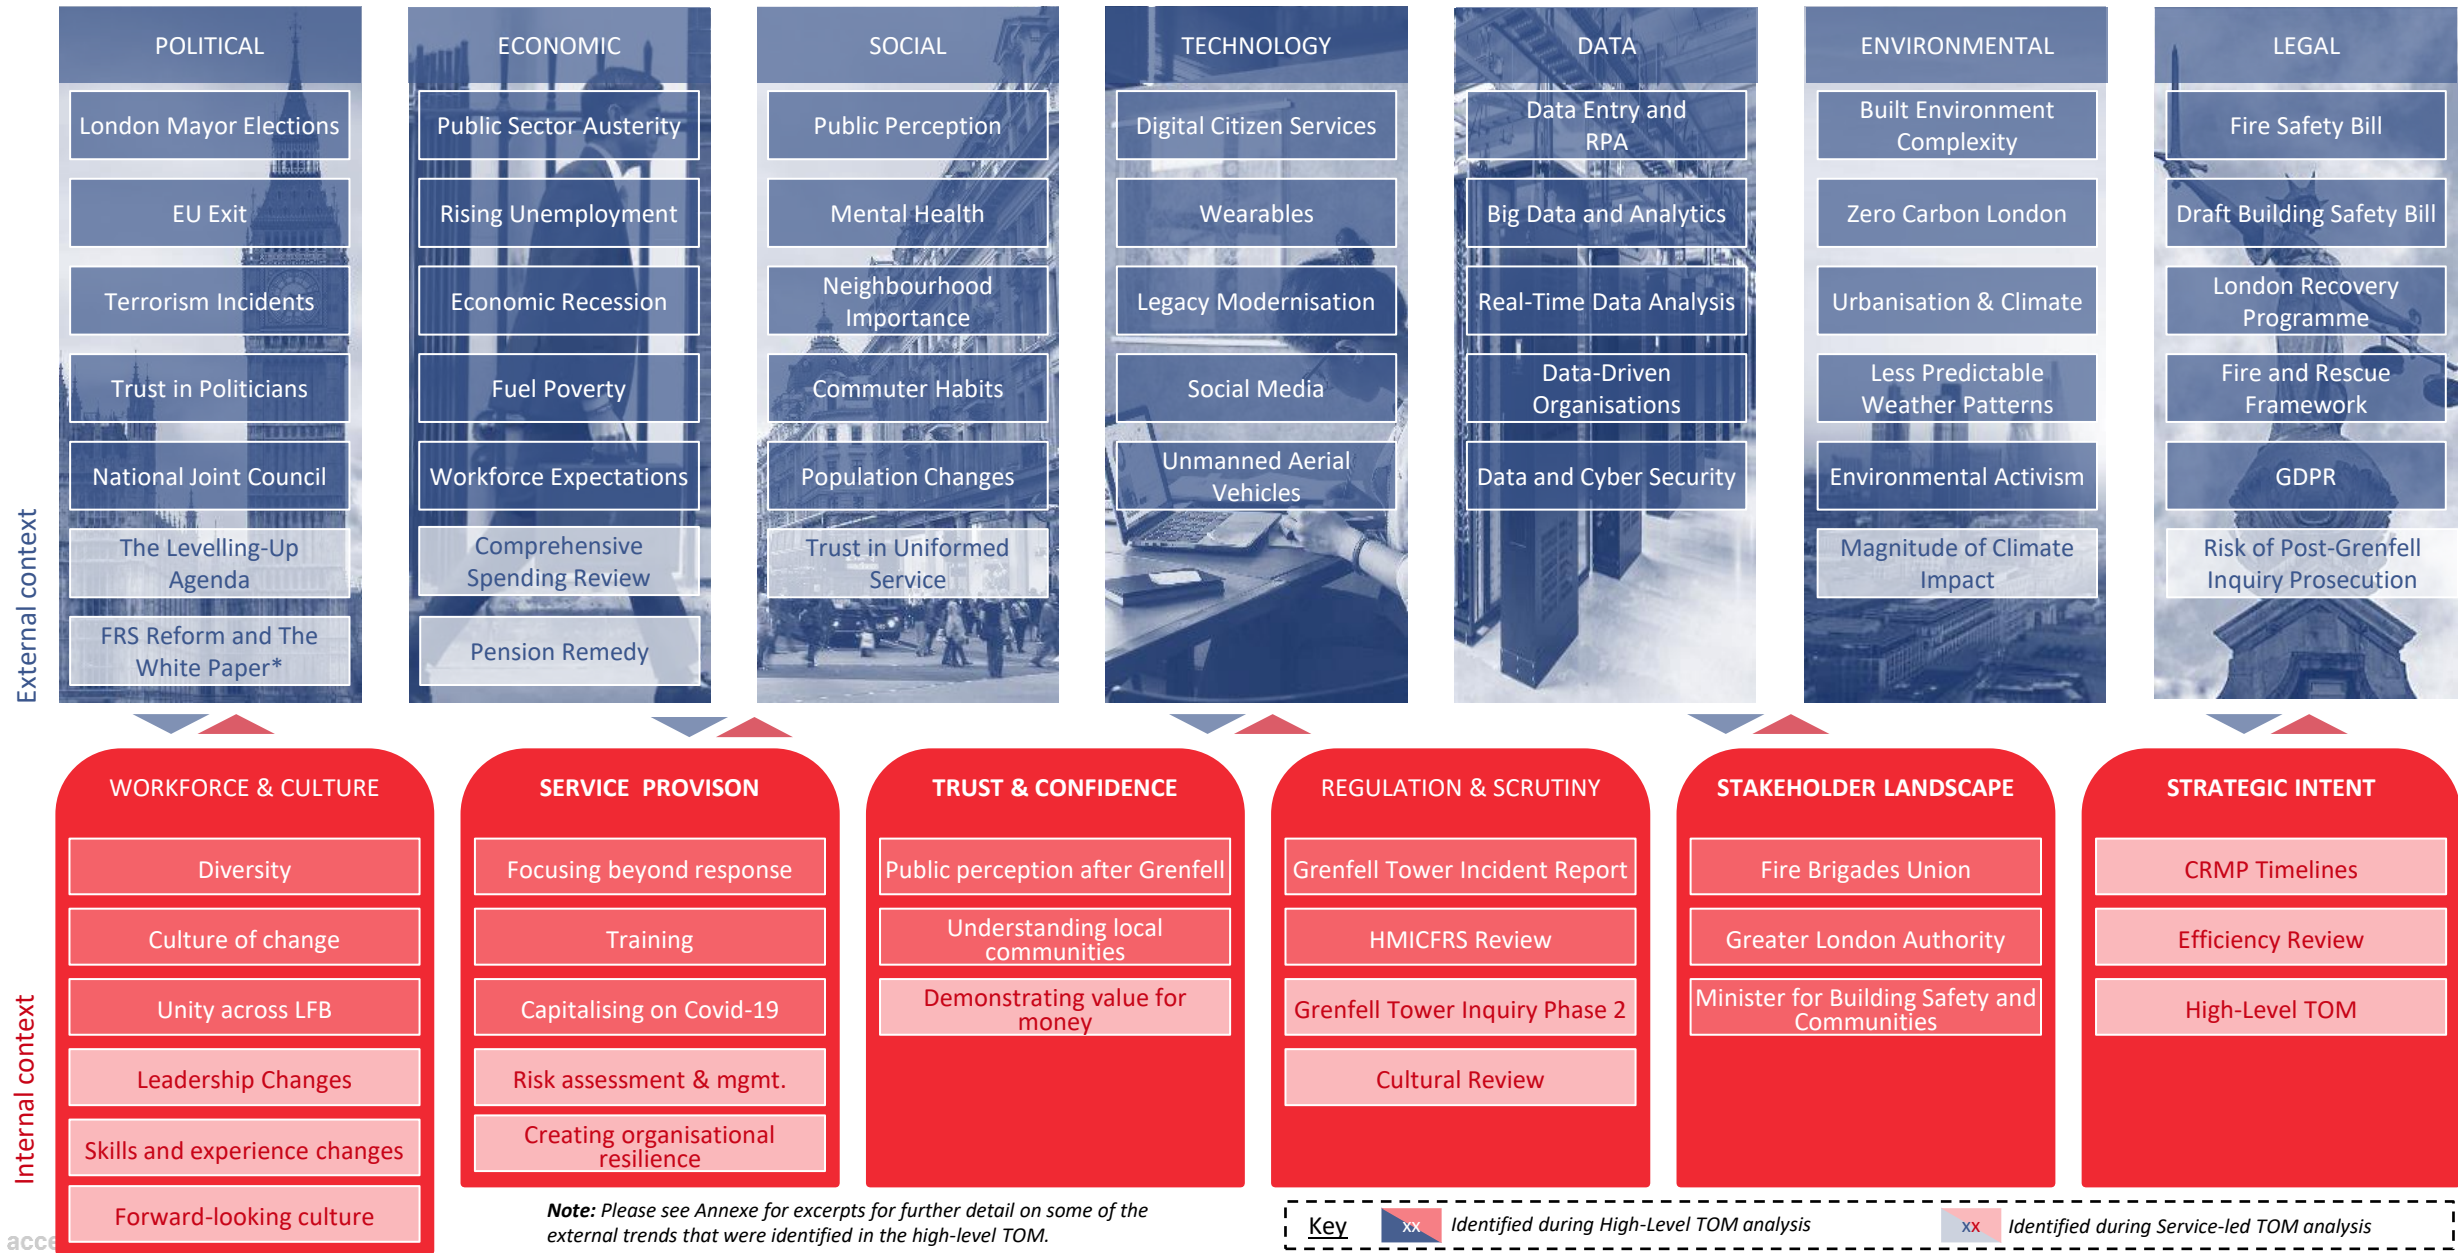 External context
POLITICAL
London Mayor Elections
EU Exit
Terrorism Incidents
Trust in Politicians
National Joint Council
The Levelling-Up
Agenda
FRS Reform and The
White Paper*
ECONOMIC
Public Sector Austerity
Rising Unemployment
Economic Recession
Fuel Poverty
Workforce Expectations
Comprehensive
Spending Review
Pension Remedy
SOCIAL
Public Perception
Mental Health
Neighbourhood
Importance
Commuter Habits
Population Changes
Trust in Uniformed
Service
TECHNOLOGY
Digital Citizen Services
Wearables
Legacy Modernisation
Social Media
Unmanned Aerial
Vehicles
DATA
Data Entry and
RPA
Big Data and Analytics
Real-Time Data Analysis
Data-Driven
Organisations
Data and Cyber Security
ENVIRONMENTAL
Built Environment
Complexity
Zero Carbon London
Urbanisation & Climate
Less Predictable
Weather Patterns
Environmental Activism
Magnitude of Climate
Impact
LEGAL
Fire Safety Bill
Draft Building Safety Bill
London Recovery
Programme
Fire and Rescue
Framework
GDPR
Risk of Post-Grenfell
Inquiry Prosecution
Internal context
WORKFORCE & CULTURE
Diversity
Culture of change
Unity across LFB
Leadership Changes
Skills and experience changes
Forward-looking culture
SERVICE PROVISON
Focusing beyond response
Training
Capitalising on Covid-19
Risk assessment & mgmt.
Creating organisational
resilience
TRUST & CONFIDENCE
Public perception after Grenfell
Understanding local
communities
Demonstrating value for
money
REGULATION & SCRUTINY
Grenfell Tower Incident Report
HMICFRS Review
Grenfell Tower Inquiry Phase 2
Cultural Review
STAKEHOLDER LANDSCAPE
Fire Brigades Union
Greater London Authority
Minister for Building Safety and
Communities
STRATEGIC INTENT
CRMP Timelines
Efficiency Review
High-Level TOM
Note: Please see Annexe for excerpts for further detail on some of the
external trends that were identified in the high-level TOM.
Key
XX
Identified during High-Level TOM analysis
XX
Identified during Service-led TOM analysis